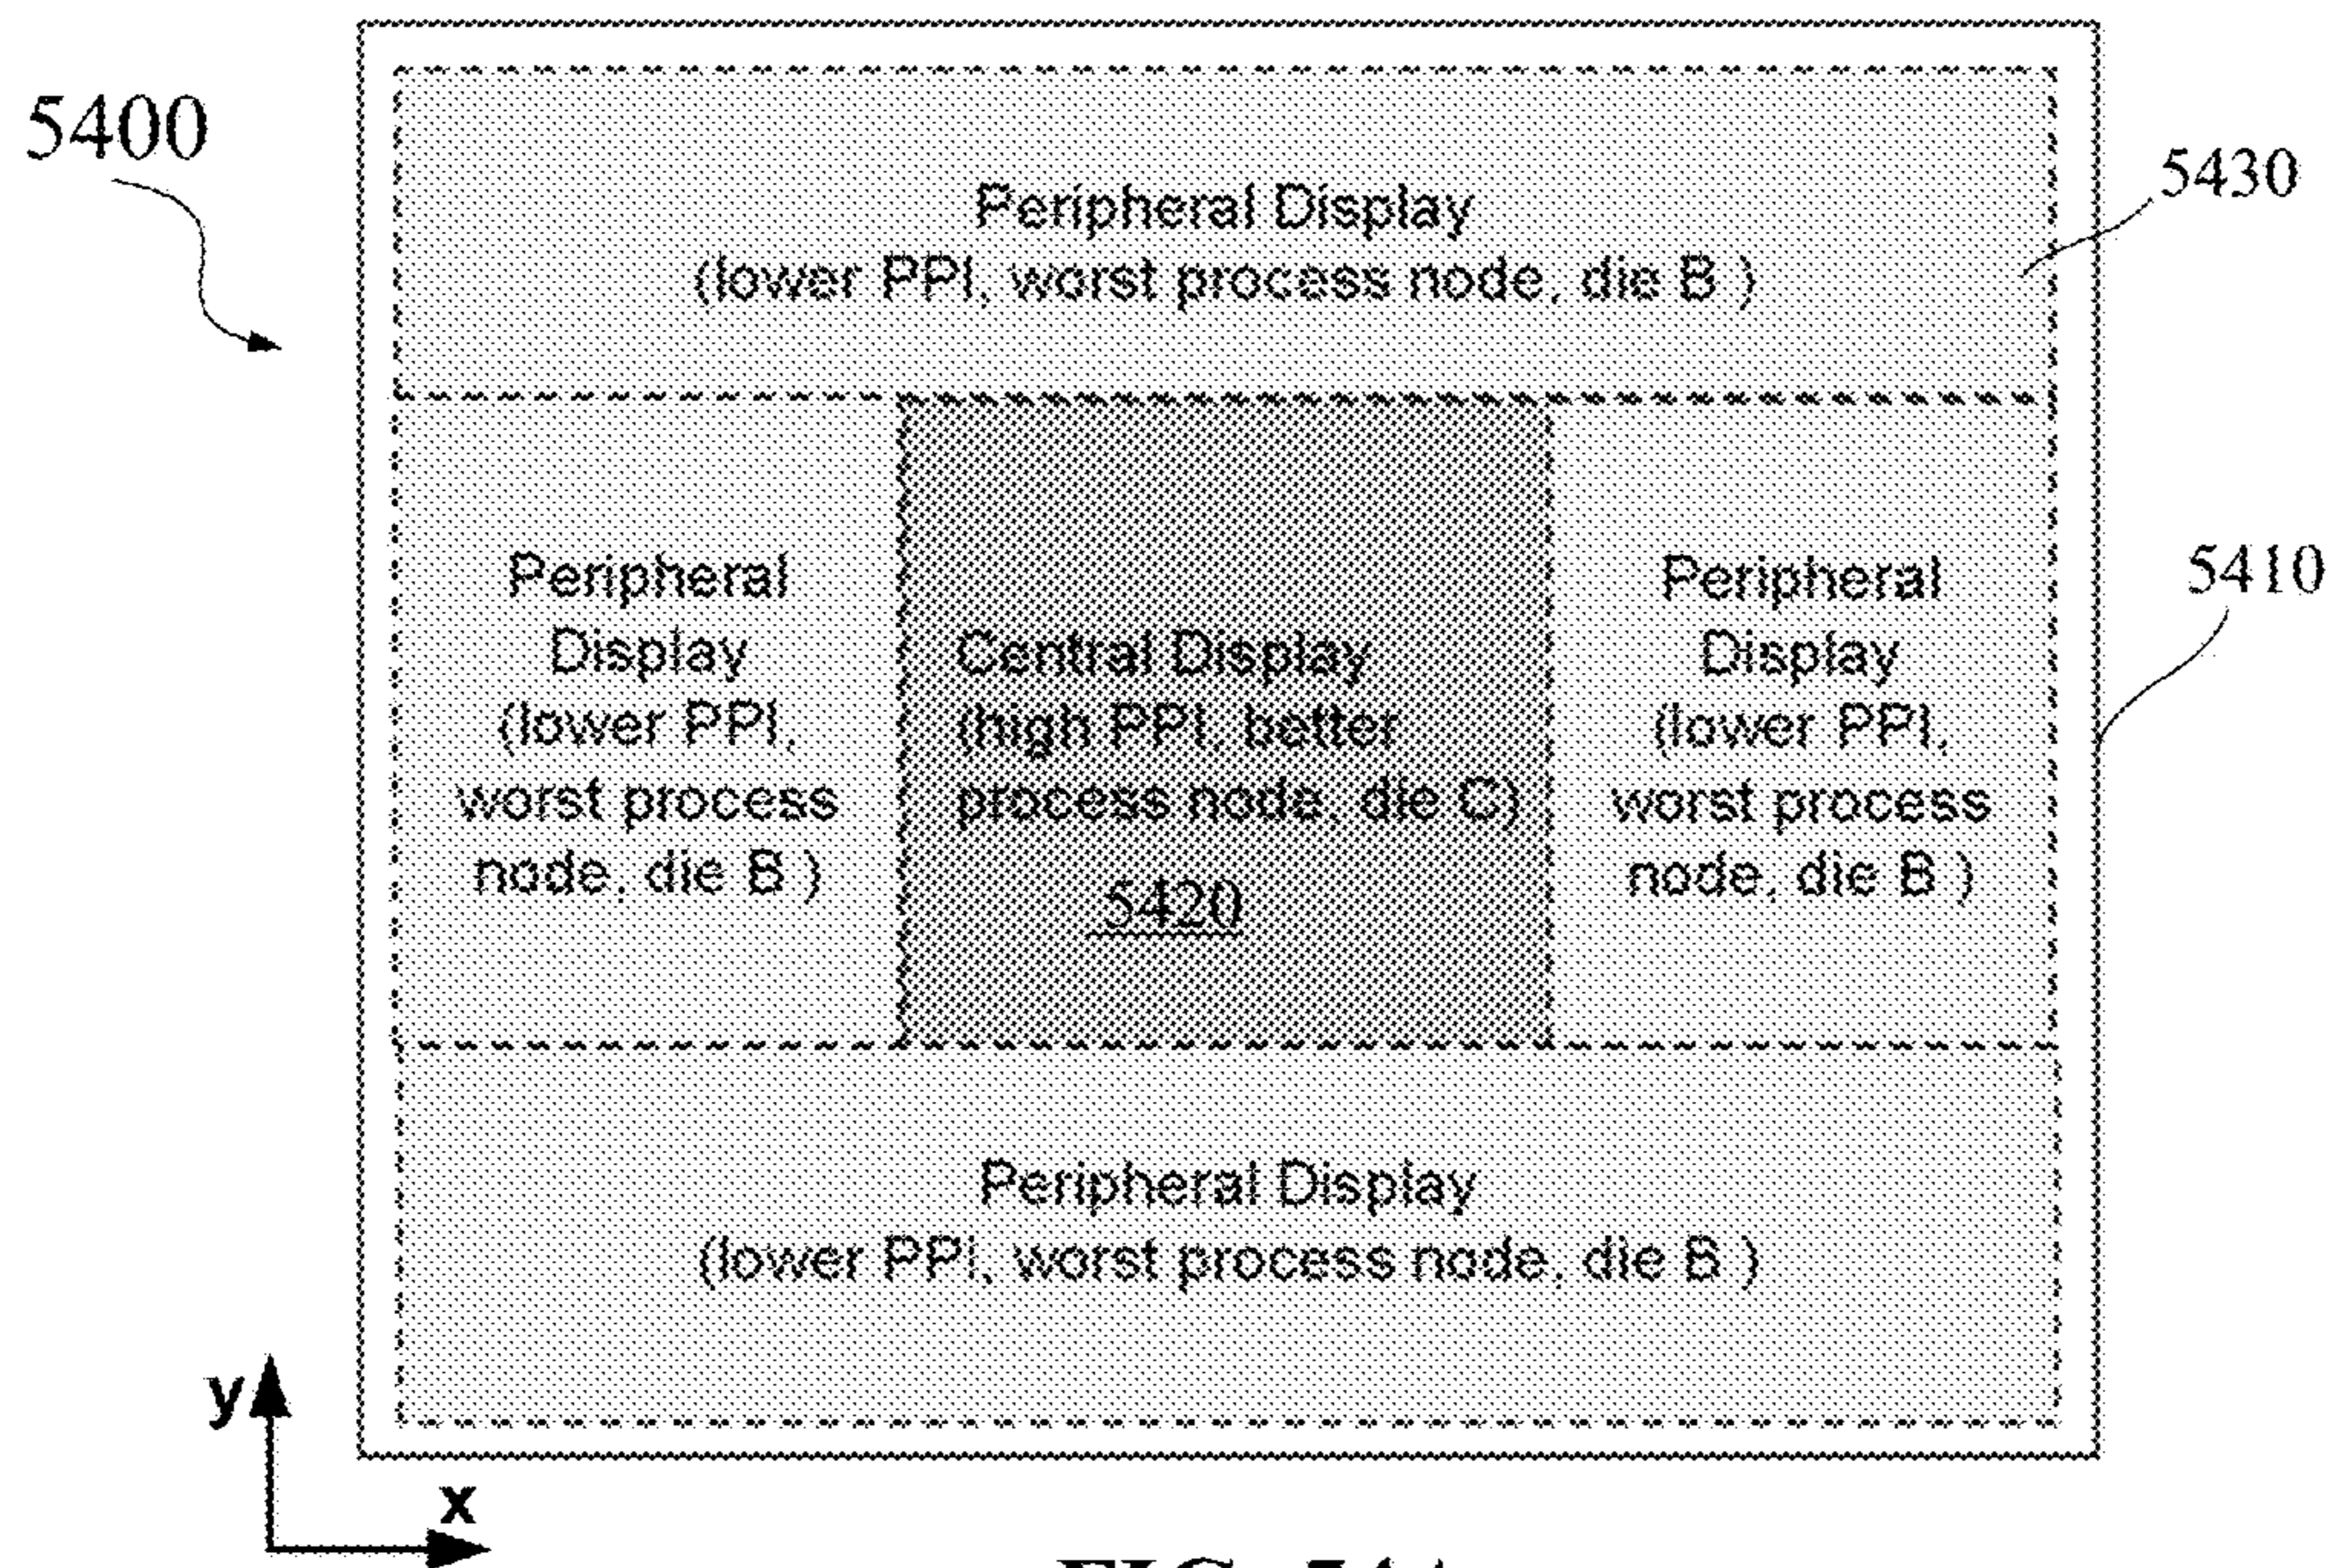 5400
Peripheral Display
(lower PPI, worst process node, die B )
5430
Peripheral
Display
(lower PPI,
worst process
node, die B )
Central Display
(high PPI, better
process node, die C)
5420
Peripheral
Display
(lower PPI,
worst process
node, die B )
5410
Peripheral Display
(lower PPI, worst process node, die B )
y
x